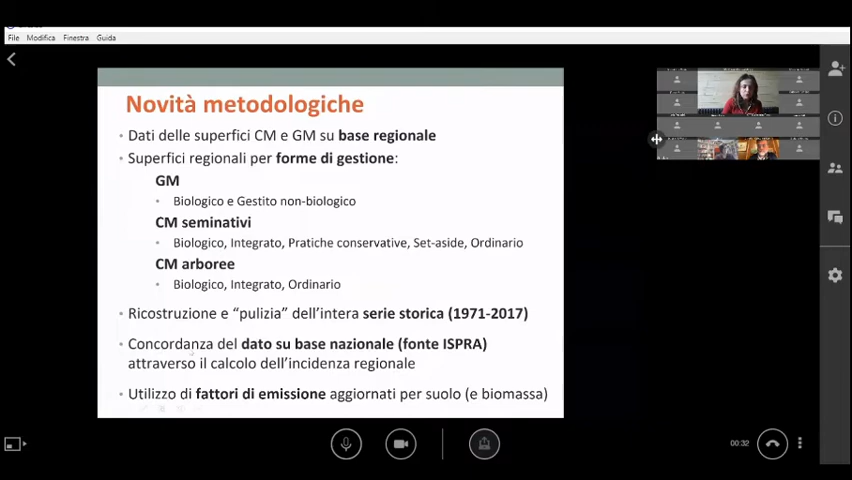 File Modifica Finestra Guida
Novità metodologiche
• Dati delle superfici CM e GM su base regionale
• Superfici regionali per forme di gestione:
GM
• Biologico e Gestito non-biologico
CM seminativi
• Biologico, Integrato, Pratiche conservative, Set-aside, Ordinario
CM arboree
• Biologico, Integrato, Ordinario
• Ricostruzione e “pulizia” dell’intera serie storica (1971-2017)
• Concordanza del dato su base nazionale (fonte ISPRA)
attraverso il calcolo dell’incidenza regionale
• Utilizzo di fattori di emissione aggiornati per suolo (e biomassa)
00:32